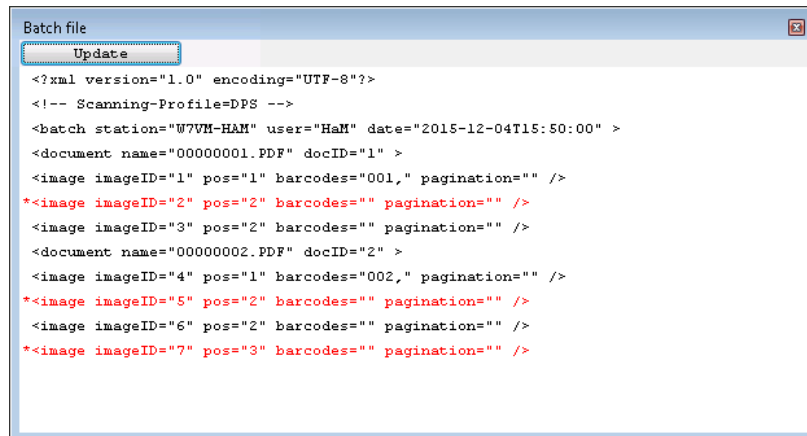 Batch file
Update
<?xml version="1.0" encoding="UTF-8"?>
<!-- Scanning-Profile=DPS -->
<batch station="W7VM-HAM" user="HaM" date="2015-12-04T15:50:00" >
<document name="00000001.PDF" docID="1" >
<image imageID="1" pos="1" barcodes="001," pagination="" />
*<image imageID="2" pos="2" barcodes="" pagination="" />
<image imageID="3" pos="2" barcodes="" pagination="" />
<document name="00000002.PDF" docID="2" >
<image imageID="4" pos="1" barcodes="002," pagination="" />
*<image imageID="5" pos="2" barcodes="" pagination="" />
<image imageID="6" pos="2" barcodes="" pagination="" />
*<image imageID="7" pos="3" barcodes="" pagination="" />